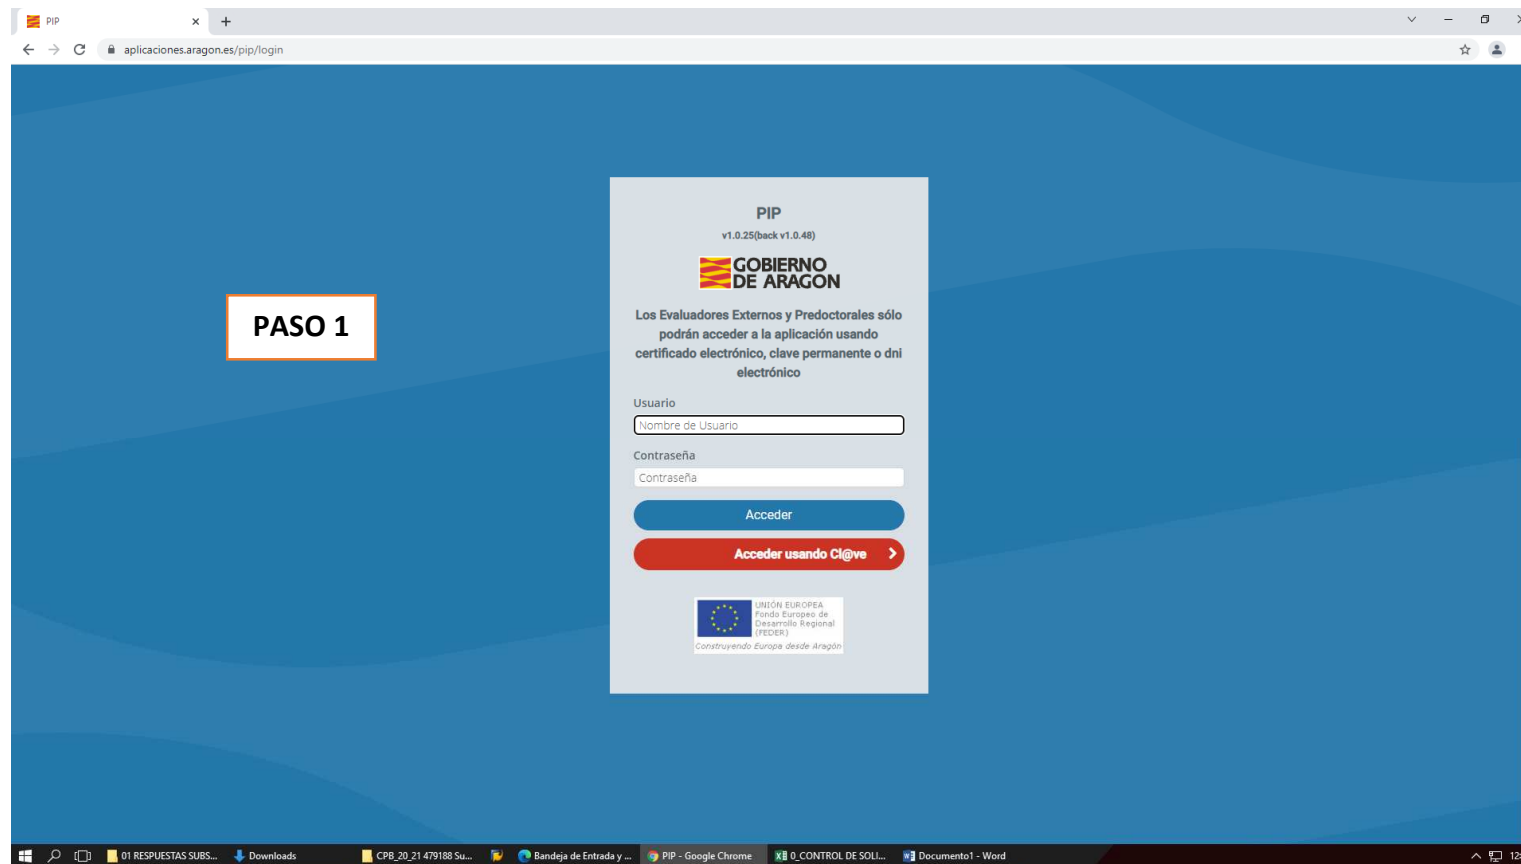 PIP
aplicaciones.aragon.es/pip/login
PASO 1
PIP
v1.0.25(back v1.0.48)
GOBIERNO
DE ARAGON
Los Evaluadores Externos y Predoctorales sólo
podrán acceder a la aplicación usando
certificado electrónico, clave permanente o dni
electrónico
Usuario
Nombre de Usuario
Contraseña
Contraseña
Acceder
Acceder usando Cl@ve
UNIÓN EUROPEA
Fondo Europeo de
Desarrollo Regional
(FEDER)
Construyendo Europa desde Aragón
01 RESPUESTAS SUBS... Downloads CPB_20_21 479188 Su... Bandeja de Entrada y ... PIP - Google Chrome 0_CONTROL DE SOLI... Documento1 - Word